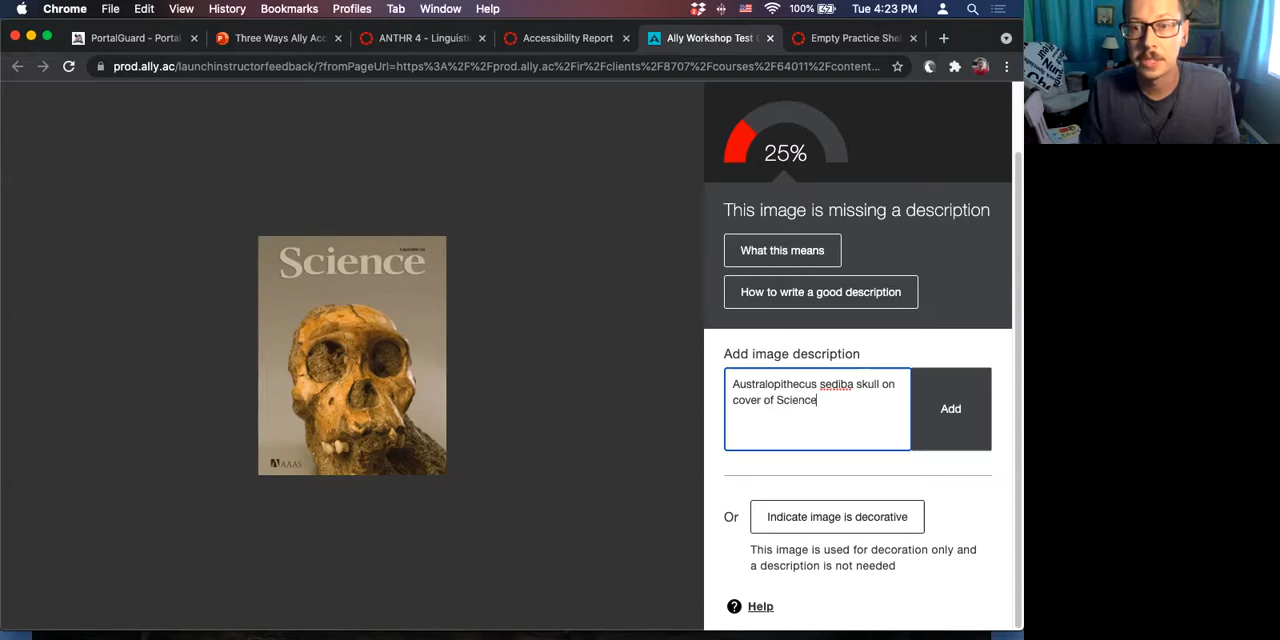 Chrome File Edit View History Bookmarks Profiles Tab Window Help 100% Tue 4:23 PM
PortalGuard - Portal Three Ways Ally Acc ANTHR 4 - Linguisti Accessibility Report Ally Workshop Test C Empty Practice She
prod.ally.ac/launchinstructorfeedback/?fromPageUrl=https%3A%2F%2Fprod.ally.ac%2Fir%2Fclients%2F8707%2Fcourses%2F64011%2Fcontent...
25%
This image is missing a description
What this means
How to write a good description
Science
AAAS
Add image description
Australopithecus sediba skull on
cover of Science
Add
Or
Indicate image is decorative
This image is used for decoration only and
a description is not needed
? Help